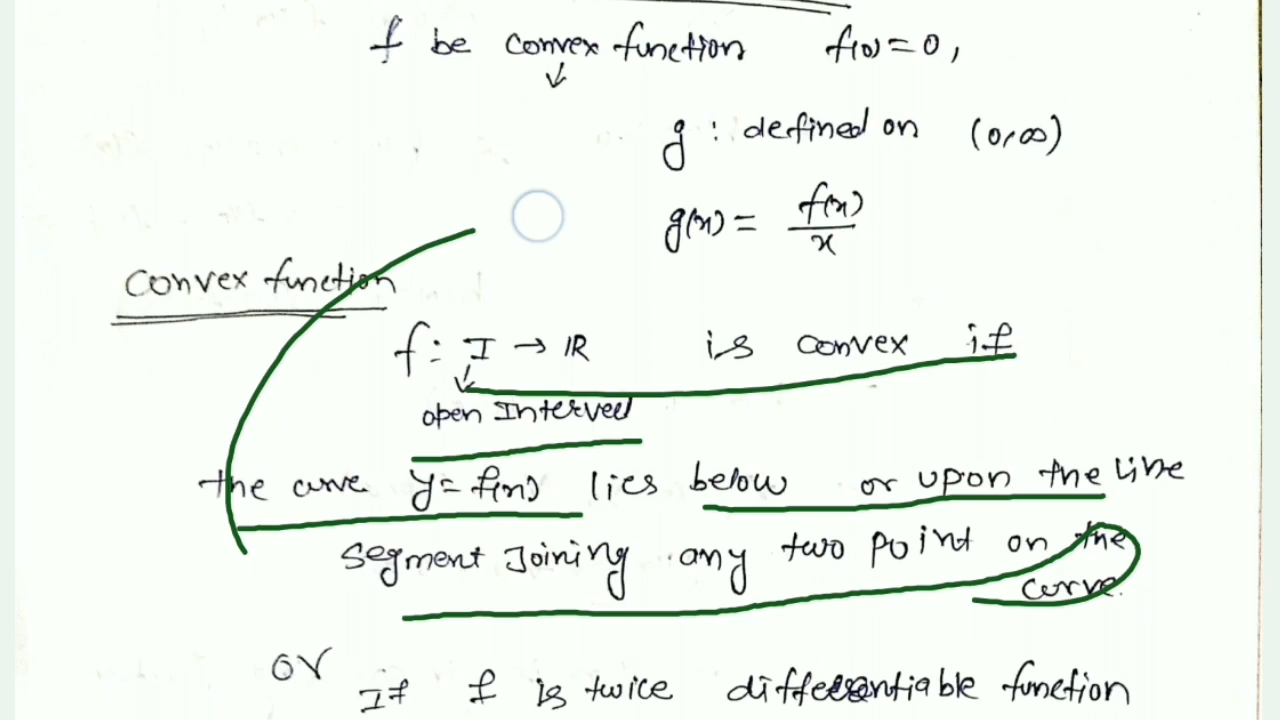 f be convex function f(0) = 0,
g : defined on (0,∞)
g(x) = f(x)/x
Convex function
f: I → IR is convex if
open Interval
the curve y = f(x) lies below or upon the line
Segment Joining any two point on the
curve.
or
If f is twice differentiable function